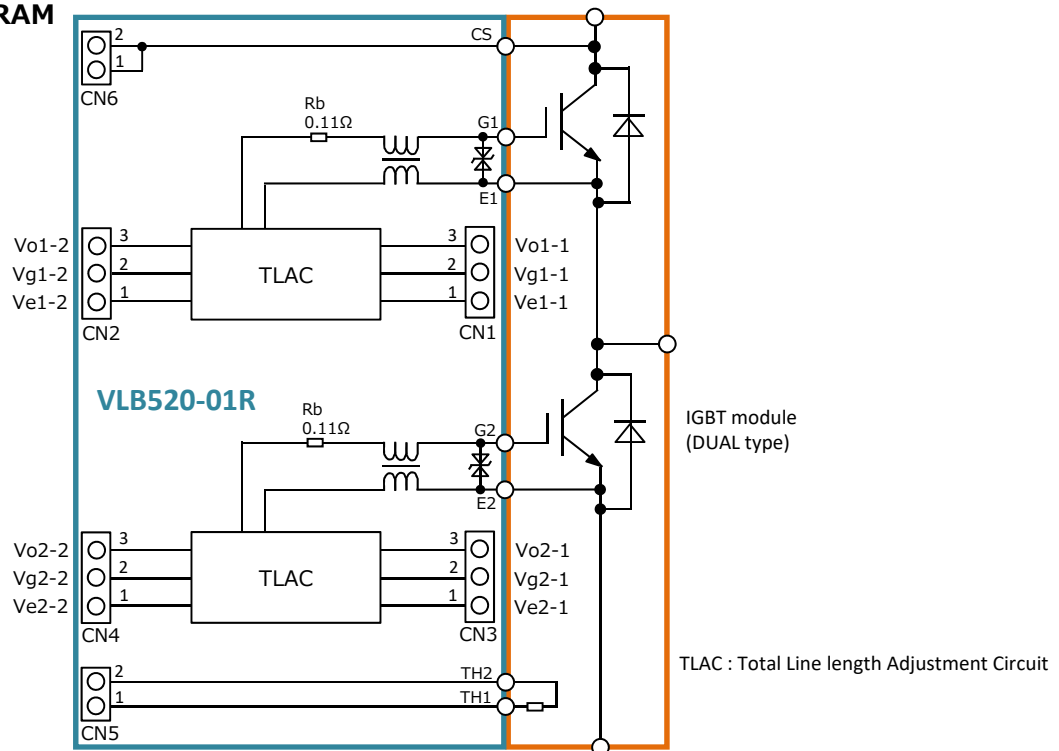 RAM
2
CS
1
CN6
Rb
0.11Ω
G1
E1
Vo1-2
3
3
Vo1-1
Vg1-2
2
TLAC
2
Vg1-1
Ve1-2
1
1
Ve1-1
CN2
CN1
VLB520-01R
Rb
0.11Ω
G2
E2
IGBT module
(DUAL type)
Vo2-2
3
3
Vo2-1
Vg2-2
2
TLAC
2
Vg2-1
Ve2-2
1
1
Ve2-1
CN4
CN3
TLAC : Total Line length Adjustment Circuit
2
TH2
1
TH1
CN5